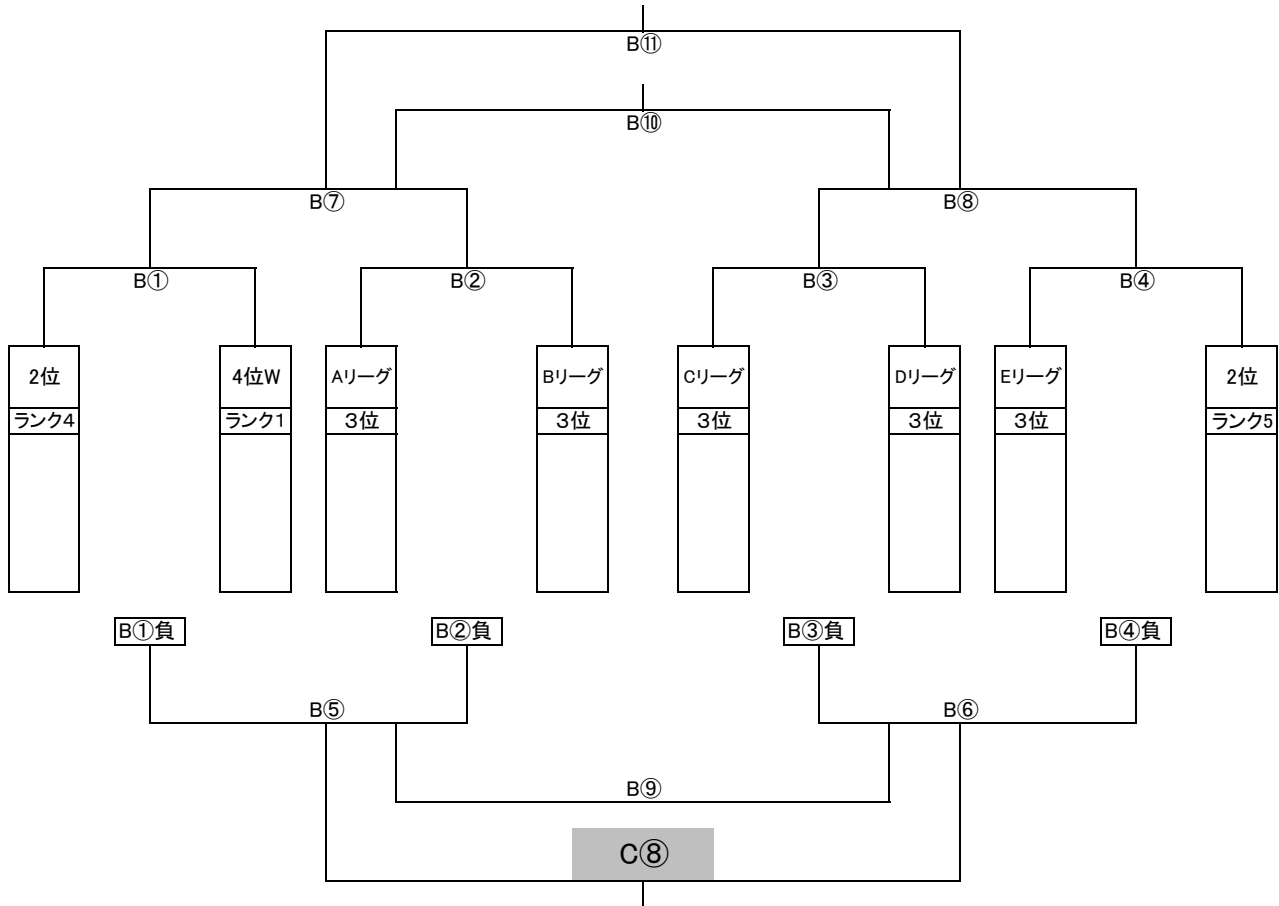 B⑪
B⑩
B⑦
B⑧
B①
B②
B③
B④
2位
4位W
Aリーグ
Bリーグ
Cリーグ
Dリーグ
Eリーグ
2位
ランク4
ランク1
３位
３位
３位
３位
３位
ランク5
B①負
B②負
B③負
B④負
B⑤
B⑥
B⑨
C⑧